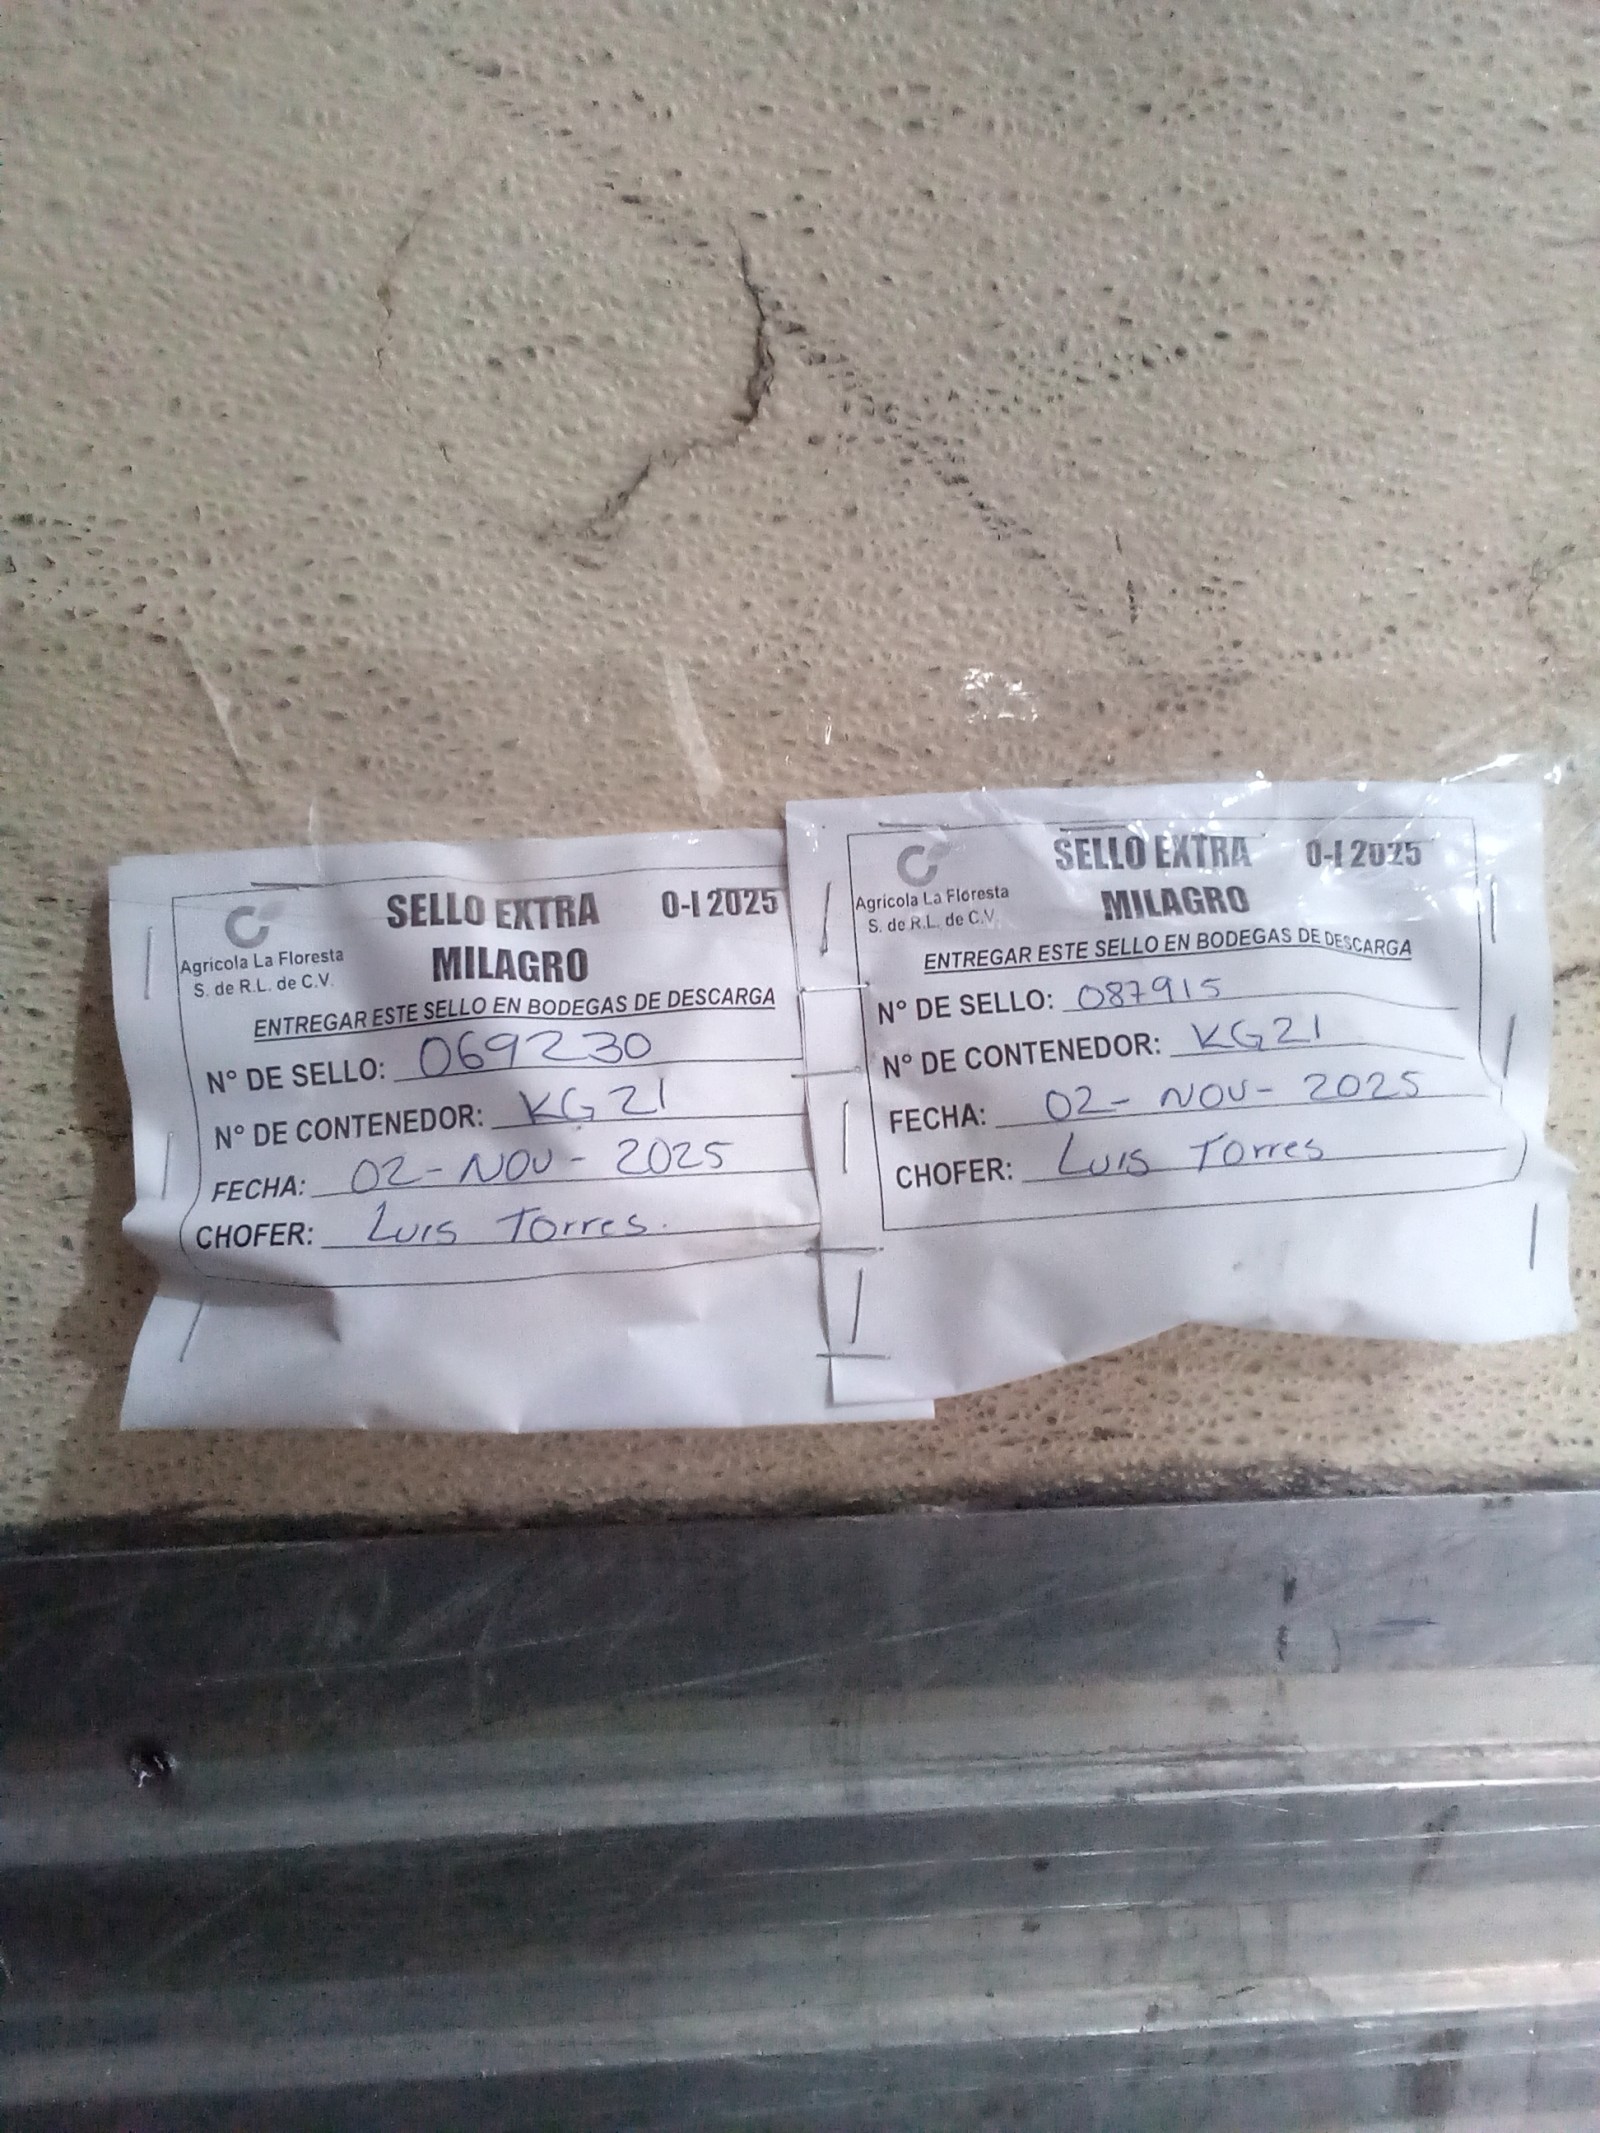 SELLO EXTRA 0-I 2025
MILAGRO
Agricola La Floresta
S. de R.L. de C.V.
ENTREGAR ESTE SELLO EN BODEGAS DE DESCARGA
N° DE SELLO: 069230
N° DE CONTENEDOR: KG21
FECHA: 02-NOV-2025
CHOFER: Luis Torres.
SELLO EXTRA 0-I 2025
MILAGRO
Agricola La Floresta
S. de R.L. de C.V.
ENTREGAR ESTE SELLO EN BODEGAS DE DESCARGA
N° DE SELLO: 087915
N° DE CONTENEDOR: KG21
FECHA: 02-NOV-2025
CHOFER: Luis Torres